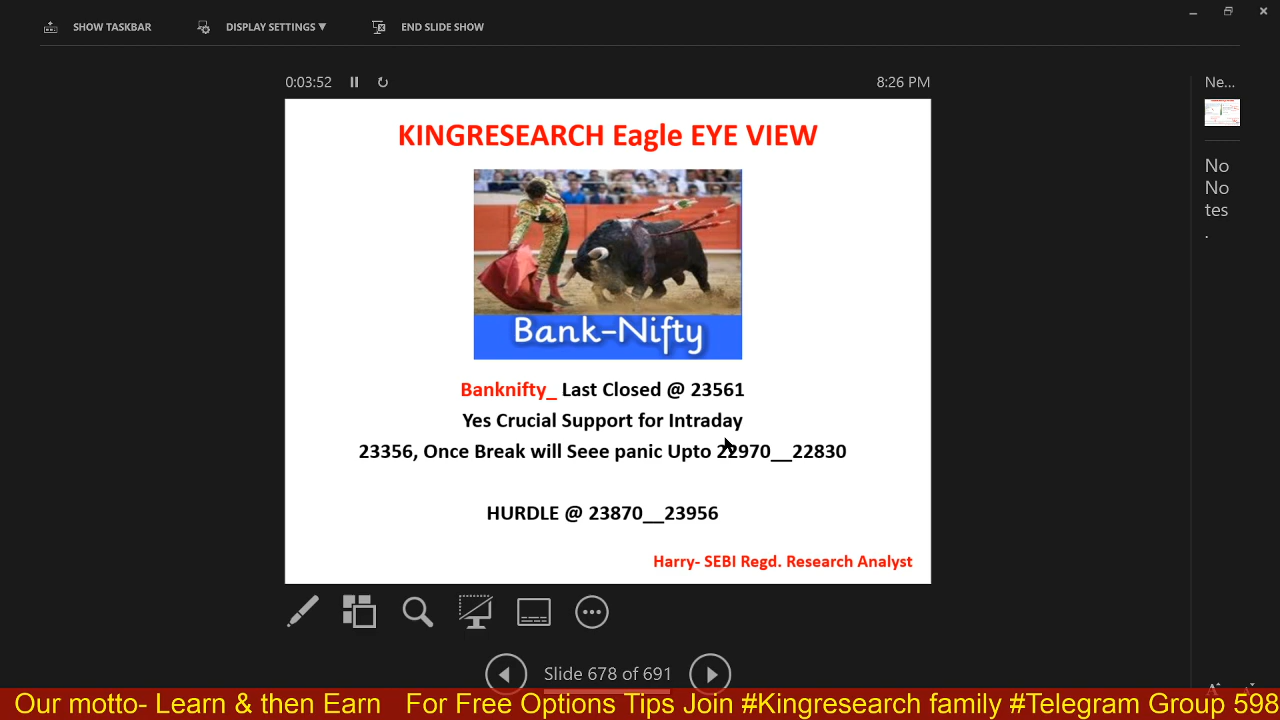 SHOW TASKBAR
DISPLAY SETTINGS ▼
END SLIDE SHOW
0:03:52
8:26 PM
Ne...
KINGRESEARCH Eagle EYE VIEW
No
No
tes
.
Bank-Nifty
Banknifty_ Last Closed @ 23561
Yes Crucial Support for Intraday
23356, Once Break will Seee panic Upto 22970__22830
HURDLE @ 23870__23956
Harry- SEBI Regd. Research Analyst
Slide 678 of 691
Our motto- Learn & then Earn For Free Options Tips Join #Kingresearch family #Telegram Group 598